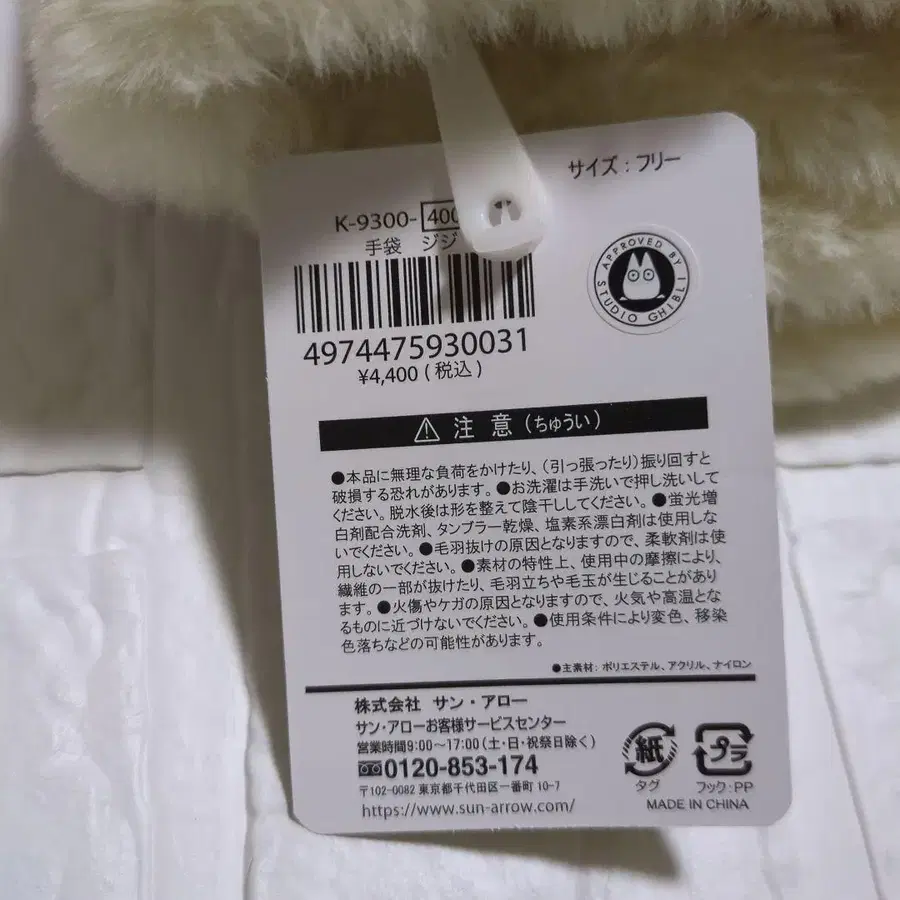 サイズ：フリー
K-9300-400
手袋 ジジ
APPROVED BY STUDIO GHIBLI
4974475930031
¥4,400（税込）
⚠ 注 意（ちゅうい）
●本品に無理な負荷をかけたり、（引っ張ったり）振り回すと
破損する恐れがあります。●お洗濯は手洗いで押し洗いして
ください。脱水後は形を整えて陰干ししてください。●蛍光増
白剤配合洗剤、タンブラー乾燥、塩素系漂白剤は使用しな
いでください。●毛羽抜けの原因となりますので、柔軟剤は使
用しないでください。●素材の特性上、使用中の摩擦により、
繊維の一部が抜けたり、毛羽立ちや毛玉が生じることがあり
ます。●火傷やケガの原因となりますので、火気や高温とな
るものに近づけないでください。●使用条件により変色、移染
色落ちなどの可能性があります。
●主素材：ポリエステル、アクリル、ナイロン
株式会社 サン・アロー
サン・アローお客様サービスセンター
営業時間9:00〜17:00（土・日・祝祭日除く）
0120-853-174
〒102-0082 東京都千代田区一番町 10-7
https://www.sun-arrow.com/
紙
タグ
プラ
フック：PP
MADE IN CHINA